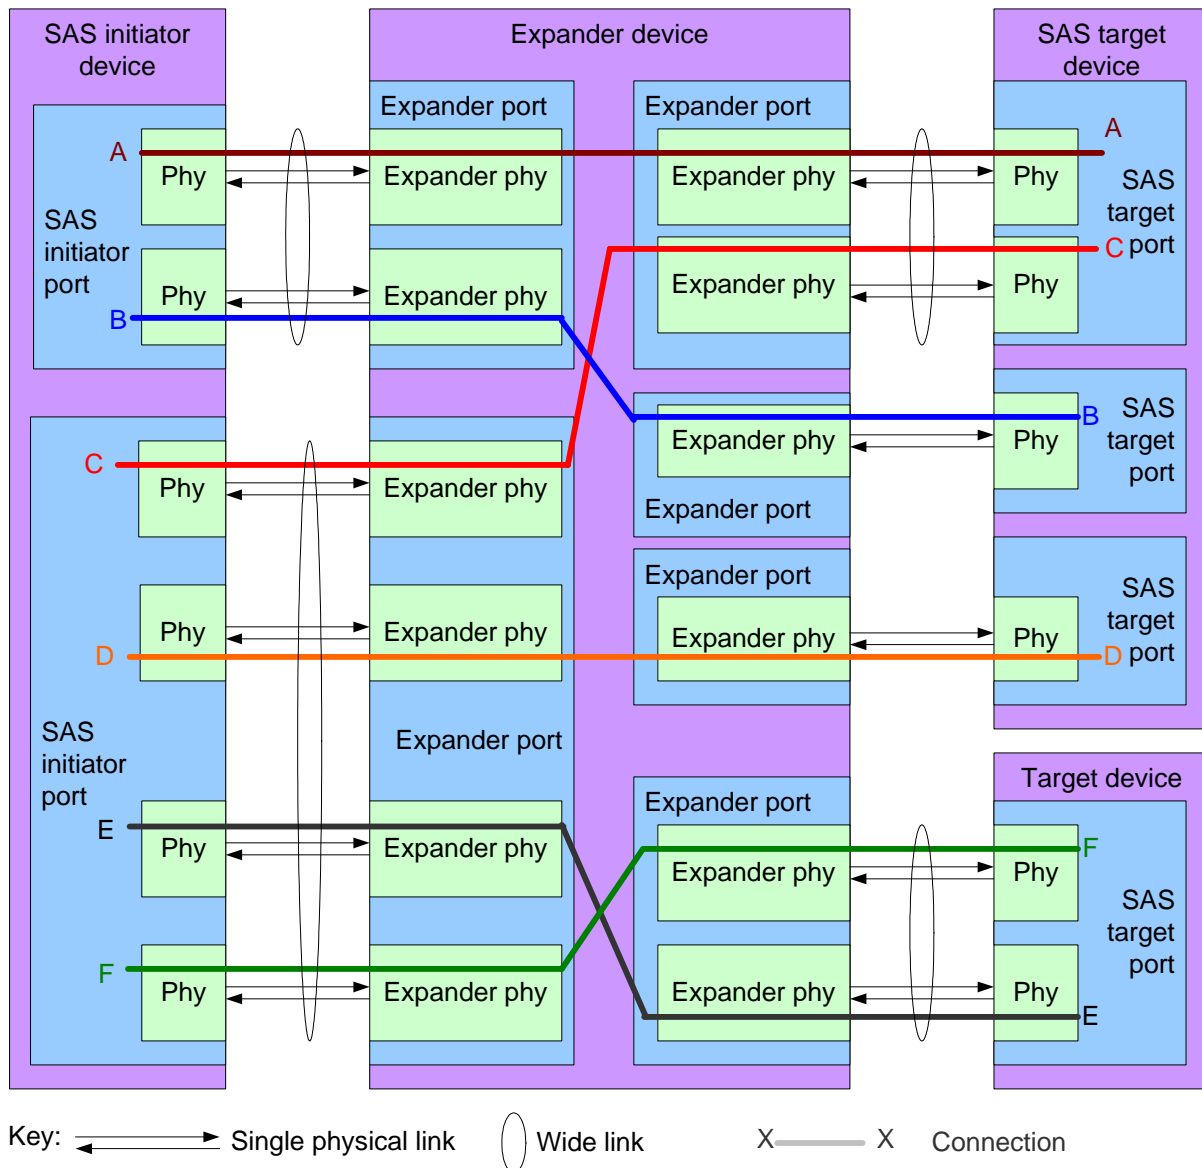 SAS initiator
device
Expander device
SAS target
device
Expander port
Expander port
A
Phy
Expander phy
Expander phy
Phy
A
SAS
target
port
SAS
initiator
port
Phy
Expander phy
Expander phy
Phy
C
B
Expander phy
Phy
B
SAS
target
port
C
Phy
Expander phy
Expander port
Expander port
Phy
Expander phy
Expander phy
Phy
SAS
target
port
D
D
SAS
initiator
port
Expander port
Target device
Expander port
E
Phy
Expander phy
Expander phy
Phy
F
SAS
target
port
F
Phy
Expander phy
Expander phy
Phy
E
Key:
Single physical link
Wide link
X
X
Connection